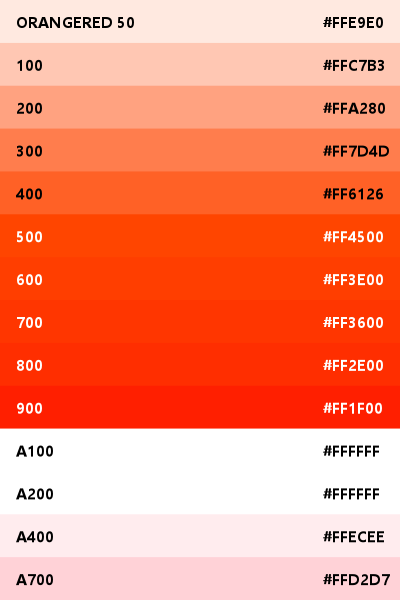 ORANGERED 50 #FFE9E0
100 #FFC7B3
200 #FFA280
300 #FF7D4D
400 #FF6126
500 #FF4500
600 #FF3E00
700 #FF3600
800 #FF2E00
900 #FF1F00
A100 #FFFFFF
A200 #FFFFFF
A400 #FFECEE
A700 #FFD2D7